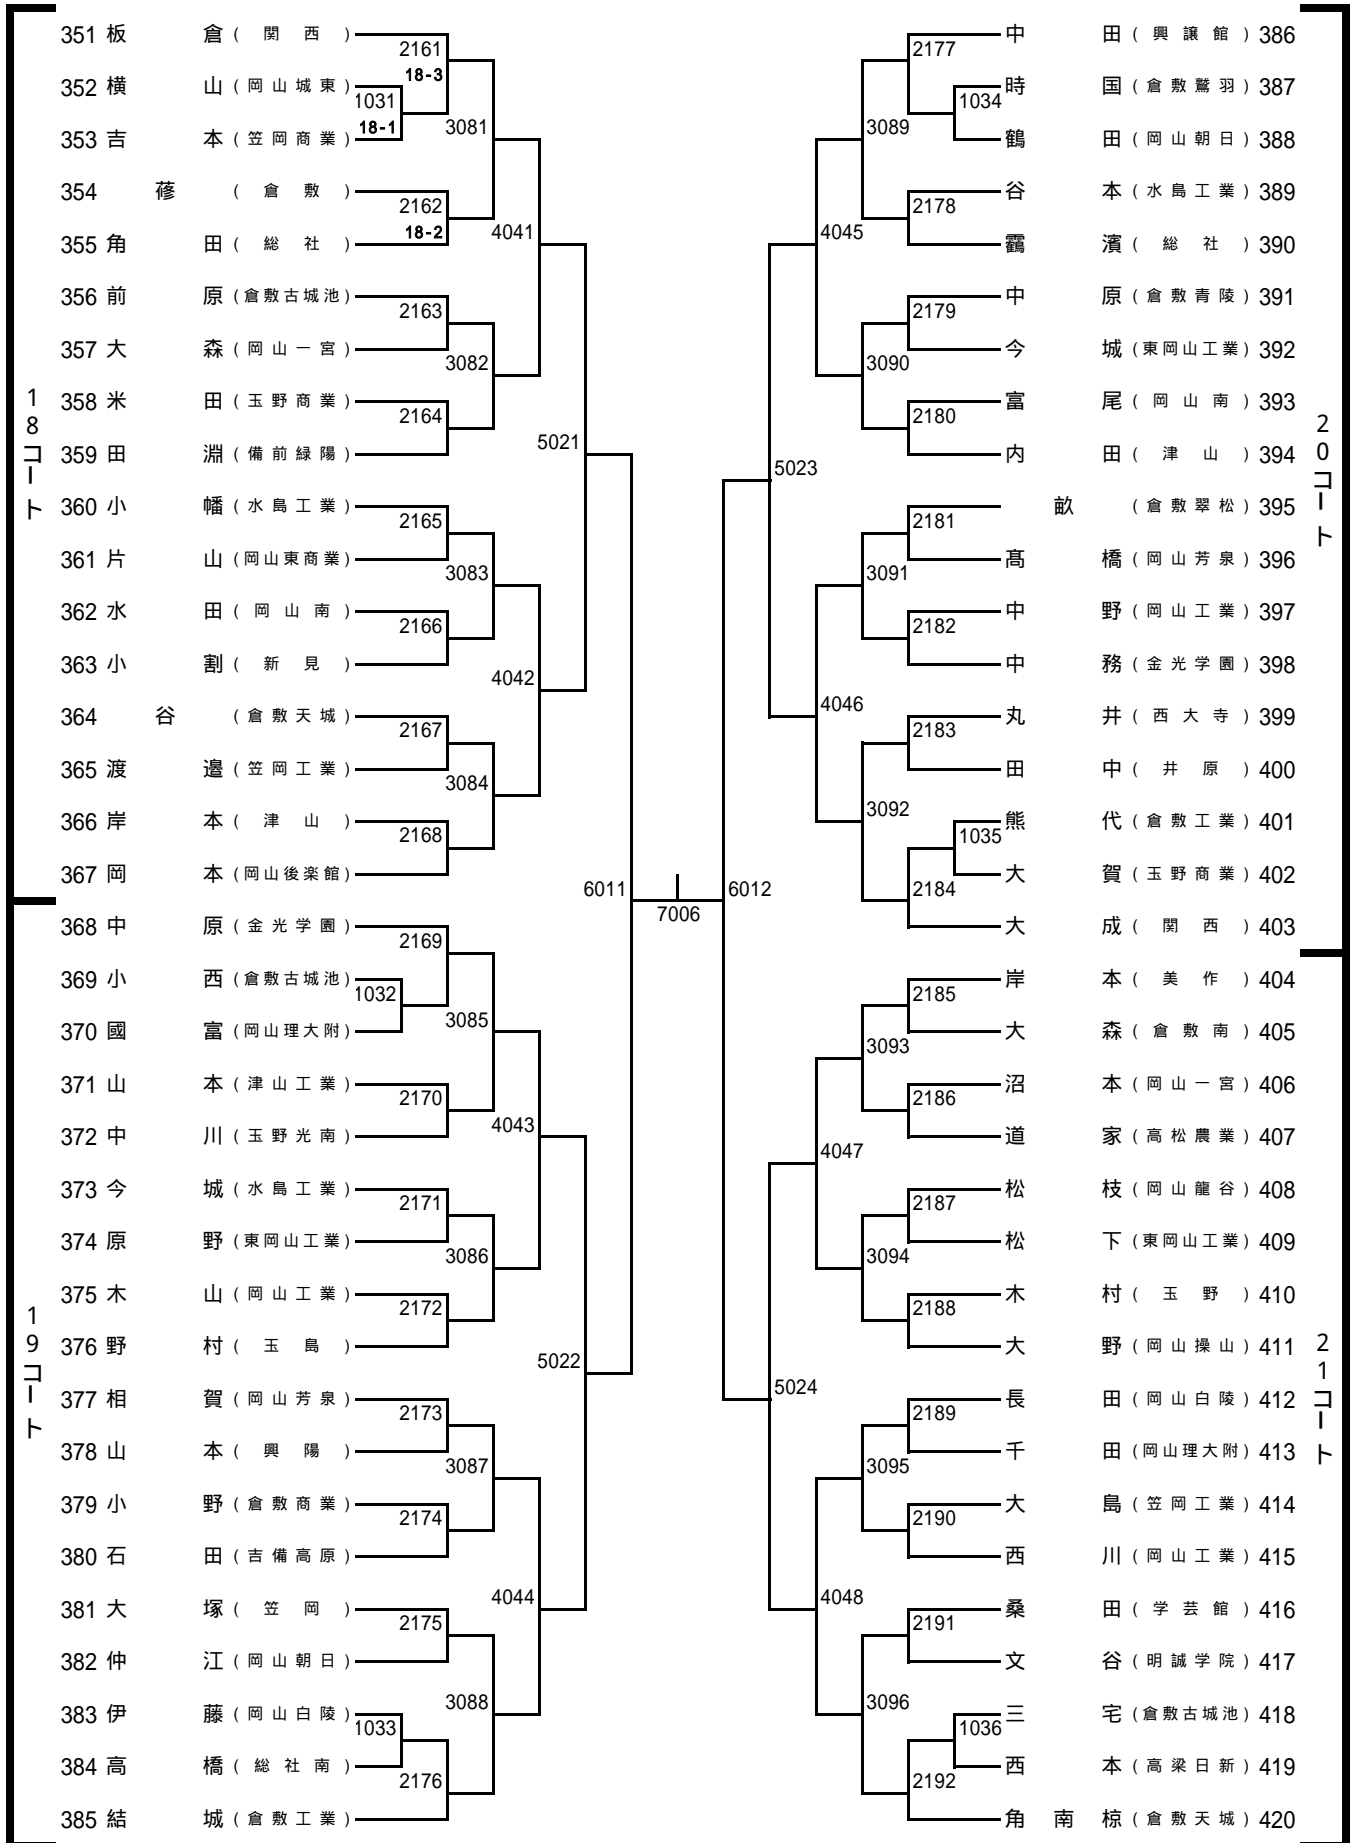 18コート
351 板倉 (関西)
352 横山 (岡山城東)
353 吉本 (笠岡商業)
354 蓚 (倉敷)
355 角田 (総社)
356 前原 (倉敷古城池)
357 大森 (岡山一宮)
358 米田 (玉野商業)
359 田淵 (備前緑陽)
360 小幡 (水島工業)
361 片山 (岡山東商業)
362 水田 (岡山南)
363 小割 (新見)
364 谷 (倉敷天城)
365 渡邉 (笠岡工業)
366 岸本 (津山)
367 岡本 (岡山後楽館)
19コート
368 中原 (金光学園)
369 小西 (倉敷古城池)
370 國富 (岡山理大附)
371 山本 (津山工業)
372 中川 (玉野光南)
373 今城 (水島工業)
374 原野 (東岡山工業)
375 木山 (岡山工業)
376 野村 (玉島)
377 相賀 (岡山芳泉)
378 山本 (興陽)
379 小野 (倉敷商業)
380 石田 (吉備高原)
381 大塚 (笠岡)
382 仲江 (岡山朝日)
383 伊藤 (岡山白陵)
384 高橋 (総社南)
385 結城 (倉敷工業)
1031
18-1
1032
1033
2161
18-3
2162
18-2
2163
2164
2165
2166
2167
2168
2169
2170
2171
2172
2173
2174
2175
2176
3081
3082
3083
3084
3085
3086
3087
3088
4041
4042
4043
4044
5021
5022
6011
7006
6012
5023
5024
4045
4046
4047
4048
3089
3090
3091
3092
3093
3094
3095
3096
2177
2178
2179
2180
2181
2182
2183
2184
2185
2186
2187
2188
2189
2190
2191
2192
1034
1035
1036
20コート
中田 (興譲館) 386
時国 (倉敷鷲羽) 387
鶴田 (岡山朝日) 388
谷本 (水島工業) 389
靏濱 (総社) 390
中原 (倉敷青陵) 391
今城 (東岡山工業) 392
富尾 (岡山南) 393
内田 (津山) 394
畝 (倉敷翠松) 395
髙橋 (岡山芳泉) 396
中野 (岡山工業) 397
中務 (金光学園) 398
丸井 (西大寺) 399
田中 (井原) 400
熊代 (倉敷工業) 401
大賀 (玉野商業) 402
大成 (関西) 403
21コート
岸本 (美作) 404
大森 (倉敷南) 405
沼本 (岡山一宮) 406
道家 (高松農業) 407
松枝 (岡山龍谷) 408
松下 (東岡山工業) 409
木村 (玉野) 410
大野 (岡山操山) 411
長田 (岡山白陵) 412
千田 (岡山理大附) 413
大島 (笠岡工業) 414
西川 (岡山工業) 415
桑田 (学芸館) 416
文谷 (明誠学院) 417
三宅 (倉敷古城池) 418
西本 (高梁日新) 419
角南椋 (倉敷天城) 420